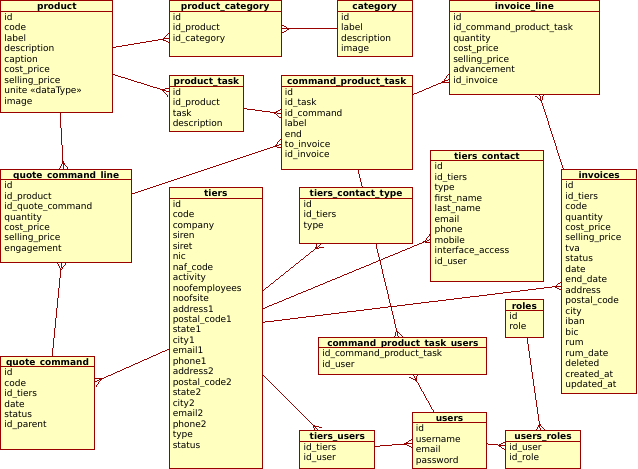 product
id
code
label
description
caption
cost_price
selling_price
unite «dataType»
image
product_category
id
id_product
id_category
category
id
label
description
image
invoice_line
id
id_command_product_task
quantity
cost_price
selling_price
advancement
id_invoice
product_task
id
id_product
task
description
command_product_task
id
id_task
id_command
label
end
to_invoice
id_invoice
quote_command_line
id
id_product
id_quote_command
quantity
cost_price
selling_price
engagement
tiers
id
code
company
siren
siret
nic
naf_code
activity
noofemployees
noofsite
address1
postal_code1
state1
city1
email1
phone1
address2
postal_code2
state2
city2
email2
phone2
type
status
tiers_contact_type
id
id_tiers
type
tiers_contact
id
id_tiers
type
first_name
last_name
email
phone
mobile
interface_access
id_user
invoices
id
id_tiers
code
quantity
cost_price
selling_price
tva
status
date
end_date
address
postal_code
city
iban
bic
rum
rum_date
deleted
created_at
updated_at
roles
id
role
command_product_task_users
id_command_product_task
id_user
quote_command
id
code
id_tiers
date
status
id_parent
tiers_users
id_tiers
id_user
users
id
username
email
password
users_roles
id_user
id_role